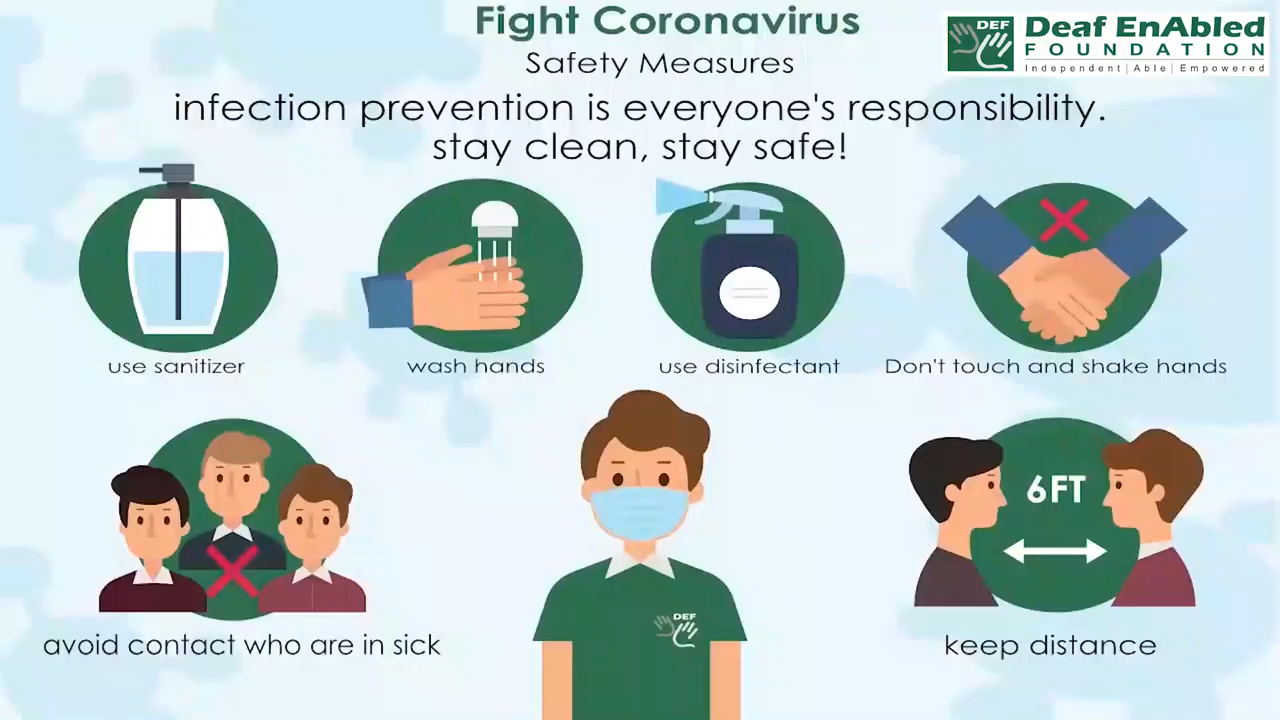 Fight Coronavirus
Safety Measures
DEF
Deaf EnAbled
FOUNDATION
Independent | Able | Empowered
infection prevention is everyone's responsibility.
stay clean, stay safe!
use sanitizer
wash hands
use disinfectant
Don't touch and shake hands
6FT
DEF
avoid contact who are in sick
keep distance